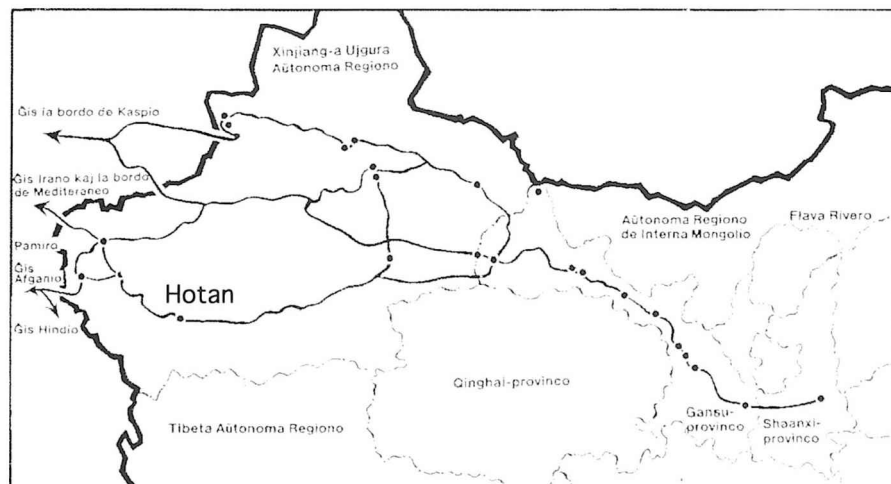 Xinjiang-a Ujgura
Aŭtonoma Regiono
Ĝis la bordo de Kaspio
Ĝis Irano kaj la bordo
de Mediteraneo
Aŭtonoma Regiono
de Interna Mongolio
Flava Rivero
Pamiro
Ĝis
Afganio
Hotan
Ĝis Hindio
Qinghai-provinco
Gansu-
provinco
Shaanxi-
provinco
Tibeta Aŭtonoma Regiono